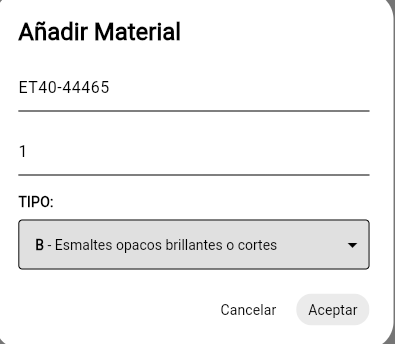 Añadir Material
ET40-44465
1
TIPO:
B - Esmaltes opacos brillantes o cortes
Cancelar Aceptar